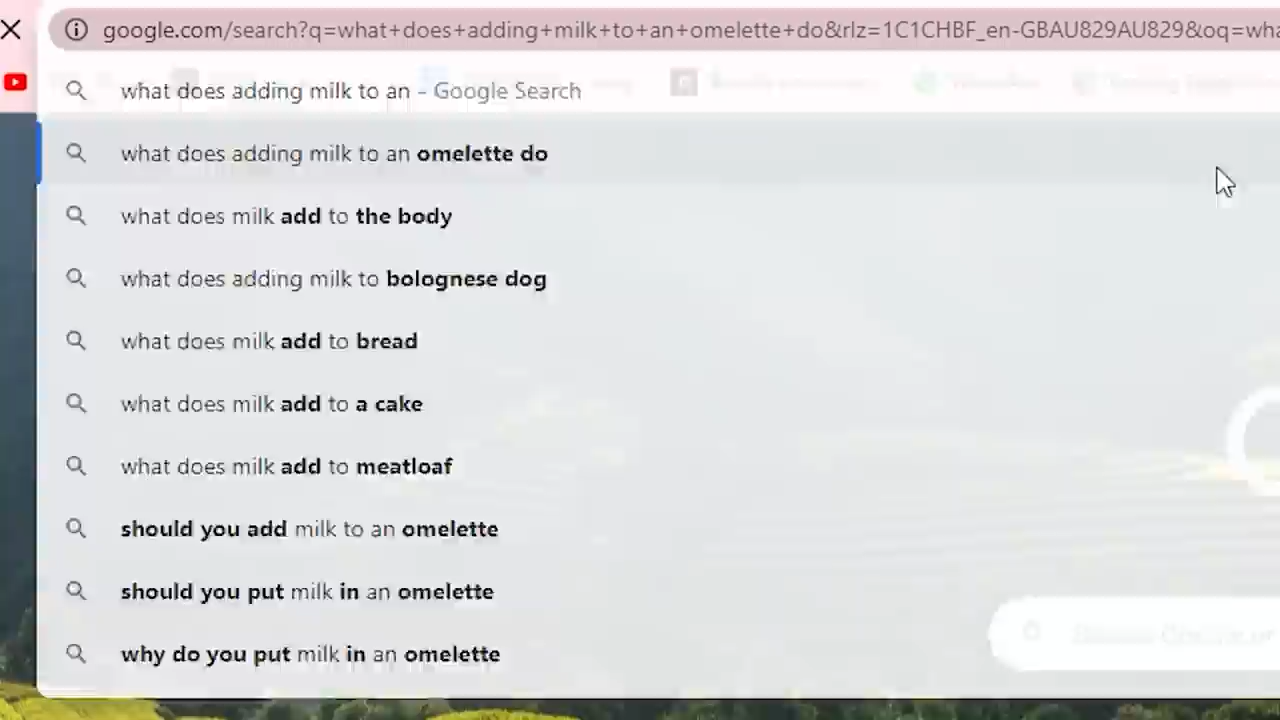 google.com/search?q=what+does+adding+milk+to+an+omelette+do&rlz=1C1CHBF_en-GBAU829AU829&oq=wha
what does adding milk to an - Google Search
what does adding milk to an omelette do
what does milk add to the body
what does adding milk to bolognese dog
what does milk add to bread
what does milk add to a cake
what does milk add to meatloaf
should you add milk to an omelette
should you put milk in an omelette
why do you put milk in an omelette